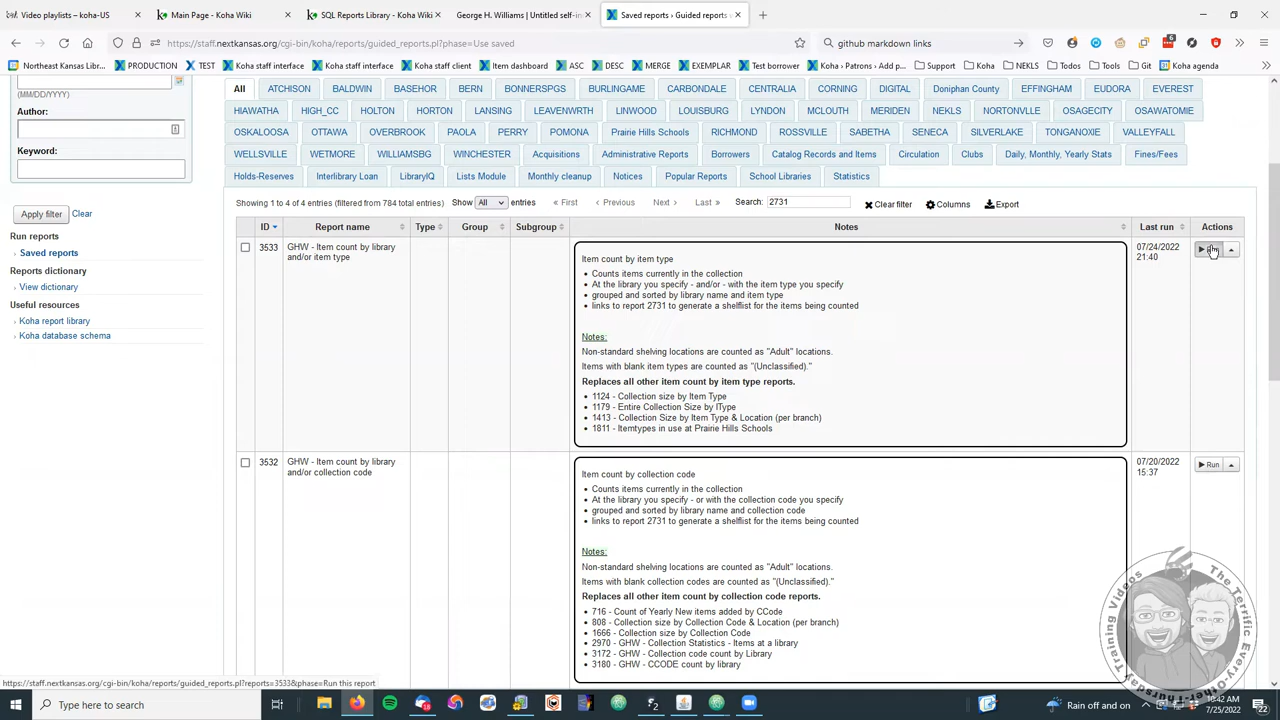 Video playlists – koha-US
Main Page - Koha Wiki
SQL Reports Library - Koha Wiki
George H. Williams | Untitled self-in
Saved reports › Guided reports
https://staff.nextkansas.org/cgi-bin/koha/reports/guided_reports.pl?phase=Use saved
github markdown links
6
Northeast Kansas Libr...
PRODUCTION
TEST
Koha staff interface
Koha staff interface
Koha staff client
Item dashboard
ASC
DESC
MERGE
EXEMPLAR
Test borrower
Koha › Patrons › Add p...
Support
Koha
NEKLS
Todos
Tools
Git
Koha agenda
(MM/DD/YYYY)
Author:
Keyword:
Apply filter
Clear
Run reports
Saved reports
Reports dictionary
View dictionary
Useful resources
Koha report library
Koha database schema
All ATCHISON BALDWIN BASEHOR BERN BONNERSPGS BURLINGAME CARBONDALE CENTRALIA CORNING DIGITAL Doniphan County EFFINGHAM EUDORA EVEREST
HIAWATHA HIGH_CC HOLTON HORTON LANSING LEAVENWRTH LINWOOD LOUISBURG LYNDON MCLOUTH MERIDEN NEKLS NORTONVLLE OSAGECITY OSAWATOMIE
OSKALOOSA OTTAWA OVERBROOK PAOLA PERRY POMONA Prairie Hills Schools RICHMOND ROSSVILLE SABETHA SENECA SILVERLAKE TONGANOXIE VALLEYFALL
WELLSVILLE WETMORE WILLIAMSBG WINCHESTER Acquisitions Administrative Reports Borrowers Catalog Records and Items Circulation Clubs Daily, Monthly, Yearly Stats Fines/Fees
Holds-Reserves Interlibrary Loan LibraryIQ Lists Module Monthly cleanup Notices Popular Reports School Libraries Statistics
Showing 1 to 4 of 4 entries (filtered from 784 total entries) Show All entries « First ‹ Previous Next › Last » Search: 2731 Clear filter Columns Export
ID Report name Type Group Subgroup Notes Last run Actions
3533
GHW - Item count by library
and/or item type
Item count by item type
• Counts items currently in the collection
• At the library you specify - and/or - with the item type you specify
• grouped and sorted by library name and item type
• links to report 2731 to generate a shelflist for the items being counted
Notes:
Non-standard shelving locations are counted as "Adult" locations.
Items with blank item types are counted as "(Unclassified)."
Replaces all other item count by item type reports.
• 1124 - Collection size by Item Type
• 1179 - Entire Collection Size by IType
• 1413 - Collection Size by Item Type & Location (per branch)
• 1811 - Itemtypes in use at Prairie Hills Schools
07/24/2022
21:40
3532
GHW - Item count by library
and/or collection code
Item count by collection code
• Counts items currently in the collection
• At the library you specify - or with the collection code you specify
• grouped and sorted by library name and collection code
• links to report 2731 to generate a shelflist for the items being counted
Notes:
Non-standard shelving locations are counted as "Adult" locations.
Items with blank collection codes are counted as "(Unclassified)."
Replaces all other item count by collection code reports.
• 716 - Count of Yearly New items added by CCode
• 808 - Collection size by Collection Code & Location (per branch)
• 1666 - Collection size by Collection Code
• 2970 - GHW - Collection Statistics - Items at a library
• 3172 - GHW - Collection code count by Library
• 3180 - GHW - CCODE count by library
07/20/2022
15:37
Run
The Terrific Every-Other-Thursday Training Videos
https://staff.nextkansas.org/cgi-bin/koha/reports/guided_reports.pl?reports=3533&phase=Run this report
Type here to search
Rain off and on
10:42 AM
7/25/2022
22